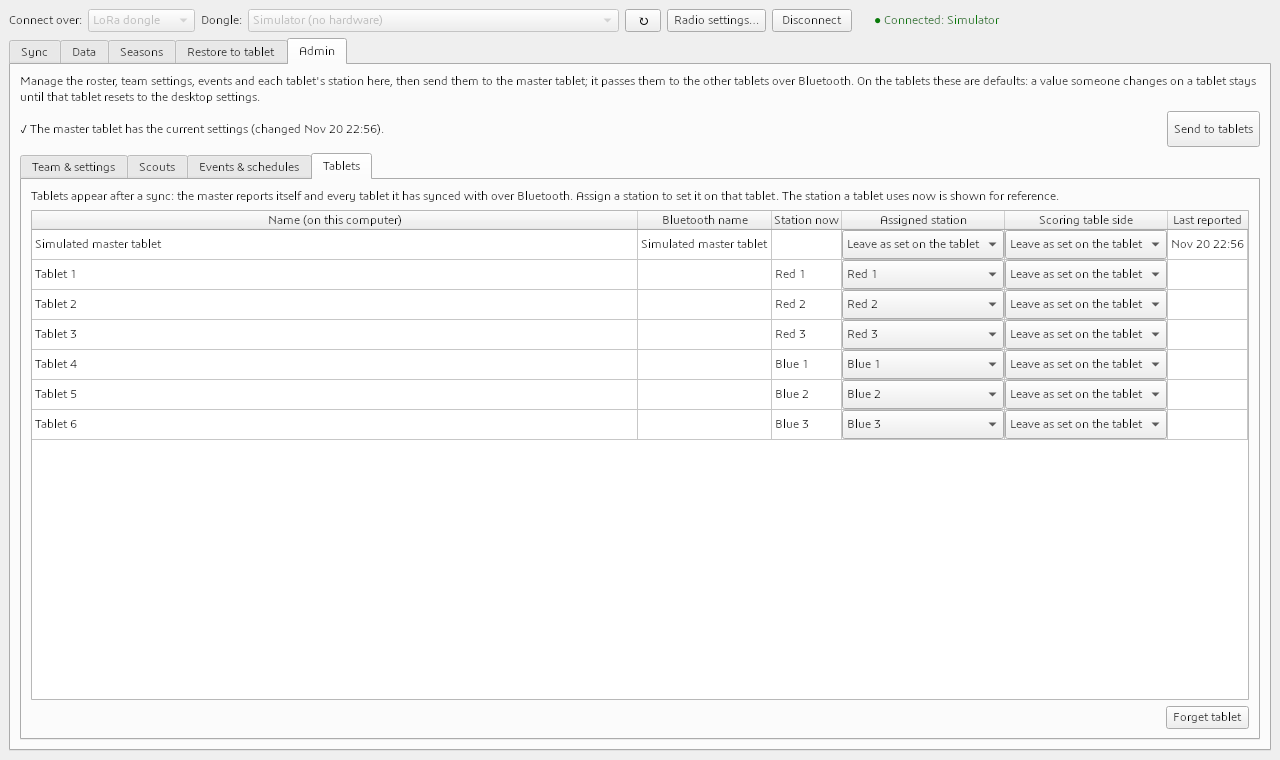 Connect over: LoRa dongle Dongle: Simulator (no hardware) ↻ Radio settings... Disconnect ● Connected: Simulator
Sync Data Seasons Restore to tablet Admin
Manage the roster, team settings, events and each tablet's station here, then send them to the master tablet; it passes them to the other tablets over Bluetooth. On the tablets these are defaults: a value someone changes on a tablet stays
until that tablet resets to the desktop settings.
✓ The master tablet has the current settings (changed Nov 20 22:56). Send to tablets
Team & settings Scouts Events & schedules Tablets
Tablets appear after a sync: the master reports itself and every tablet it has synced with over Bluetooth. Assign a station to set it on that tablet. The station a tablet uses now is shown for reference.
Name (on this computer) Bluetooth name Station now Assigned station Scoring table side Last reported
Simulated master tablet Simulated master tablet Leave as set on the tablet Leave as set on the tablet Nov 20 22:56
Tablet 1 Red 1 Red 1 Leave as set on the tablet
Tablet 2 Red 2 Red 2 Leave as set on the tablet
Tablet 3 Red 3 Red 3 Leave as set on the tablet
Tablet 4 Blue 1 Blue 1 Leave as set on the tablet
Tablet 5 Blue 2 Blue 2 Leave as set on the tablet
Tablet 6 Blue 3 Blue 3 Leave as set on the tablet
Forget tablet